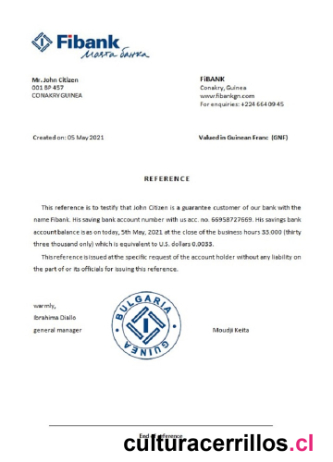 Fibank
Моята банка
Mr. John Citizen
FiBANK
001 BP 457
Conakry, Guinea
CONAKRY GUINEA
www.fibankgn.com
For enquiries: +224 664 09 45
Created on: 05 May 2021
Valued in Guinean Franc (GNF)
REFERENCE
This reference is to testify that John Citizen is a guarantee customer of our bank with the
name Fibank. His saving bank account number with us acc. no. 66958727669. His savings bank
account balance is as on today, 5th May, 2021 at the close of the business hours 33.000 (thirty
three thousand only) which is equivalent to U.S. dollars 0,0033.
This reference is issued at the specific request of the account holder without any liability on
the part of or its officials for issuing this reference.
warmly,
Ibrahima Diallo
general manager
Moudji Keita
BULGARIA
GUINEA
End of reference
culturacerrillos.cl